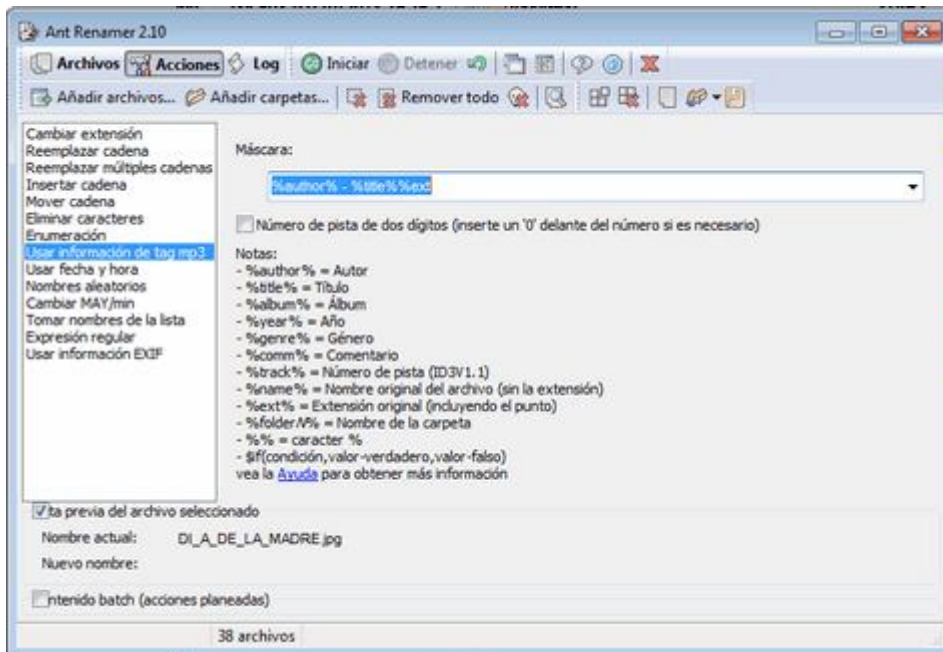 Ant Renamer 2.10
Archivos Acciones Log Iniciar Detener
Añadir archivos... Añadir carpetas... Remover todo
Cambiar extensión
Reemplazar cadena
Reemplazar múltiples cadenas
Insertar cadena
Mover cadena
Eliminar caracteres
Enumeración
Usar información de tag mp3
Usar fecha y hora
Nombres aleatorios
Cambiar MAY/min
Tomar nombres de la lista
Expresión regular
Usar información EXIF
Máscara:
%author% - %title%%ext
Número de pista de dos dígitos (inserte un '0' delante del número si es necesario)
Notas:
- %author% = Autor
- %title% = Título
- %album% = Álbum
- %year% = Año
- %genre% = Género
- %comm% = Comentario
- %track% = Número de pista (ID3V1.1)
- %name% = Nombre original del archivo (sin la extensión)
- %ext% = Extensión original (incluyendo el punto)
- %folderN% = Nombre de la carpeta
- %% = caracter %
- $if(condición,valor-verdadero,valor-falso)
vea la Ayuda para obtener más información
ta previa del archivo seleccionado
Nombre actual: DI_A_DE_LA_MADRE.jpg
Nuevo nombre:
ntenido batch (acciones planeadas)
38 archivos